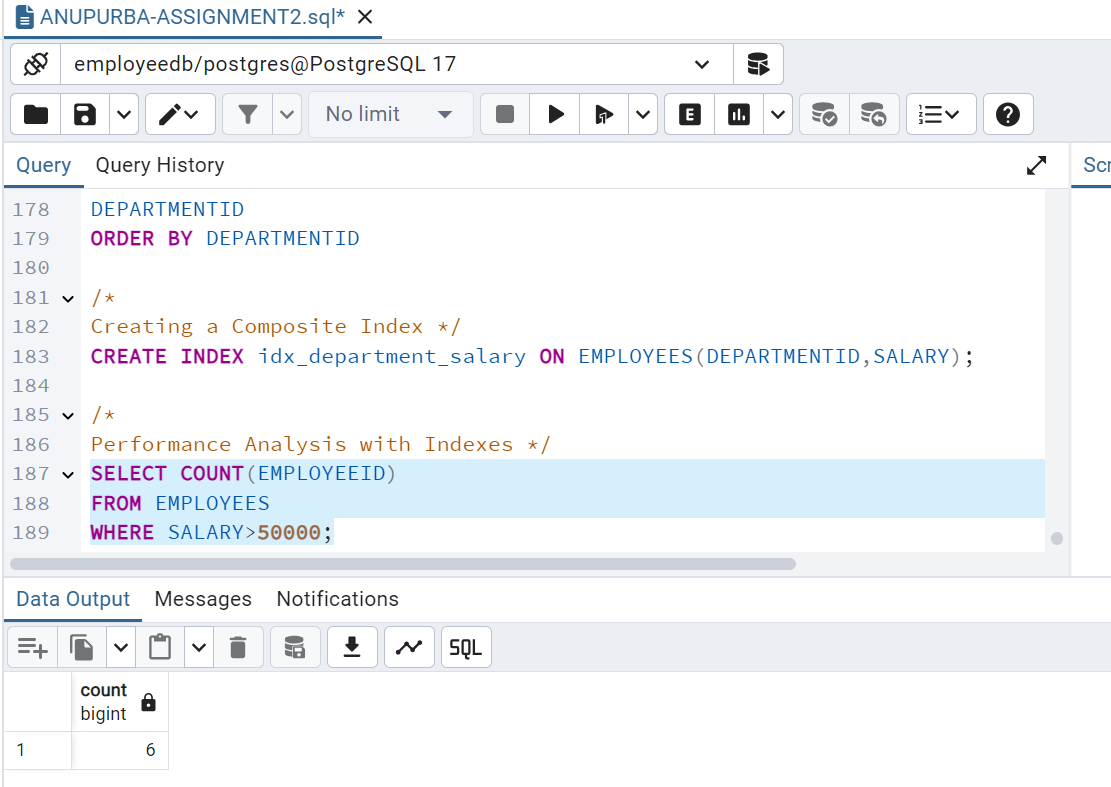 ANUPURBA-ASSIGNMENT2.sql*
employeedb/postgres@PostgreSQL 17
No limit
E
Query Query History
178 DEPARTMENTID
179 ORDER BY DEPARTMENTID
180
181 /*
182 Creating a Composite Index */
183 CREATE INDEX idx_department_salary ON EMPLOYEES(DEPARTMENTID,SALARY);
184
185 /*
186 Performance Analysis with Indexes */
187 SELECT COUNT(EMPLOYEEID)
188 FROM EMPLOYEES
189 WHERE SALARY>50000;
Scr
Data Output Messages Notifications
SQL
count
bigint
1 6